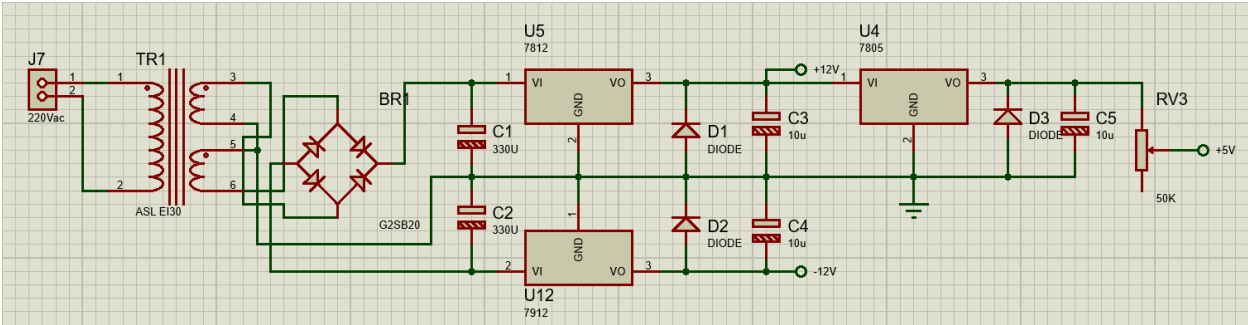 J7
1
2
220Vac
TR1
1
2
3
4
5
6
ASL EI30
BR1
G2SB20
C1
330U
C2
330U
U5
7812
1
VI
VO
3
GND
2
U12
7912
2
VI
VO
3
GND
1
D1
DIODE
D2
DIODE
C3
10u
C4
10u
+12V
-12V
U4
7805
1
VI
VO
3
GND
2
D3
DIODE
C5
10u
RV3
50K
+5V